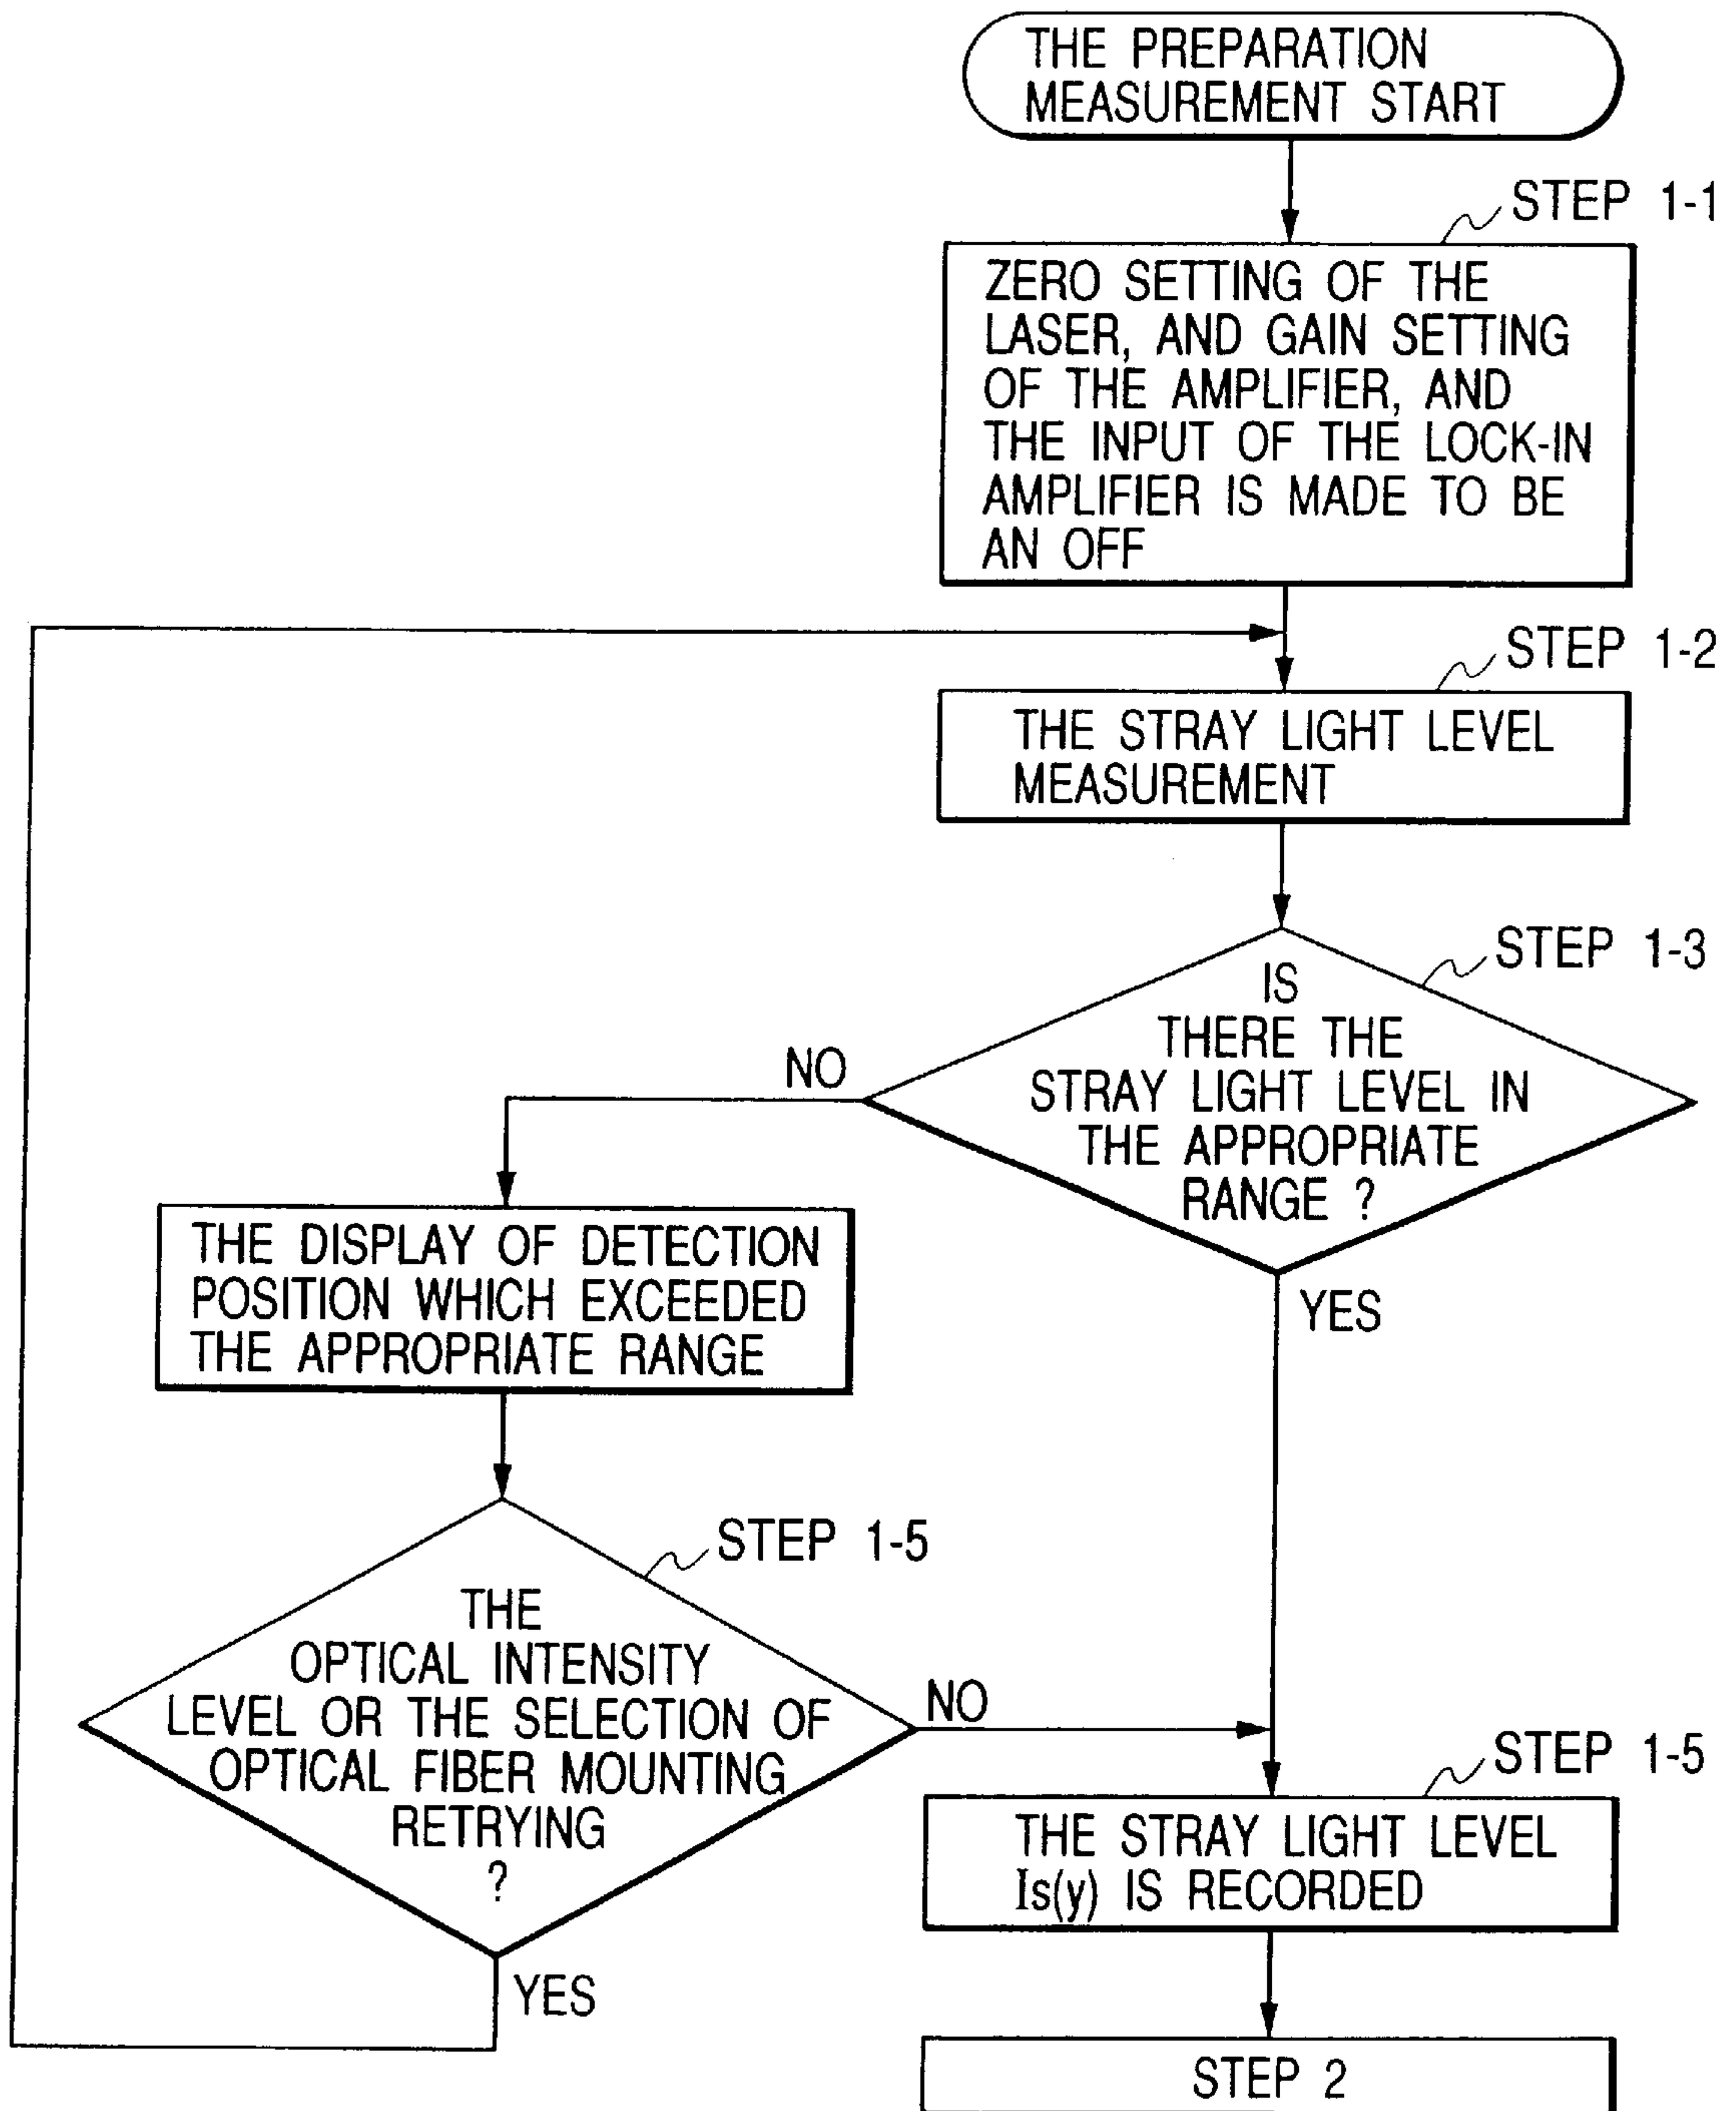 THE PREPARATION
MEASUREMENT START
STEP 1-1
ZERO SETTING OF THE
LASER, AND GAIN SETTING
OF THE AMPLIFIER, AND
THE INPUT OF THE LOCK-IN
AMPLIFIER IS MADE TO BE
AN OFF
STEP 1-2
THE STRAY LIGHT LEVEL
MEASUREMENT
STEP 1-3
IS
THERE THE
STRAY LIGHT LEVEL IN
THE APPROPRIATE
RANGE ?
NO
YES
THE DISPLAY OF DETECTION
POSITION WHICH EXCEEDED
THE APPROPRIATE RANGE
STEP 1-5
THE
OPTICAL INTENSITY
LEVEL OR THE SELECTION OF
OPTICAL FIBER MOUNTING
RETRYING
?
NO
YES
STEP 1-5
THE STRAY LIGHT LEVEL
Is(y) IS RECORDED
STEP 2